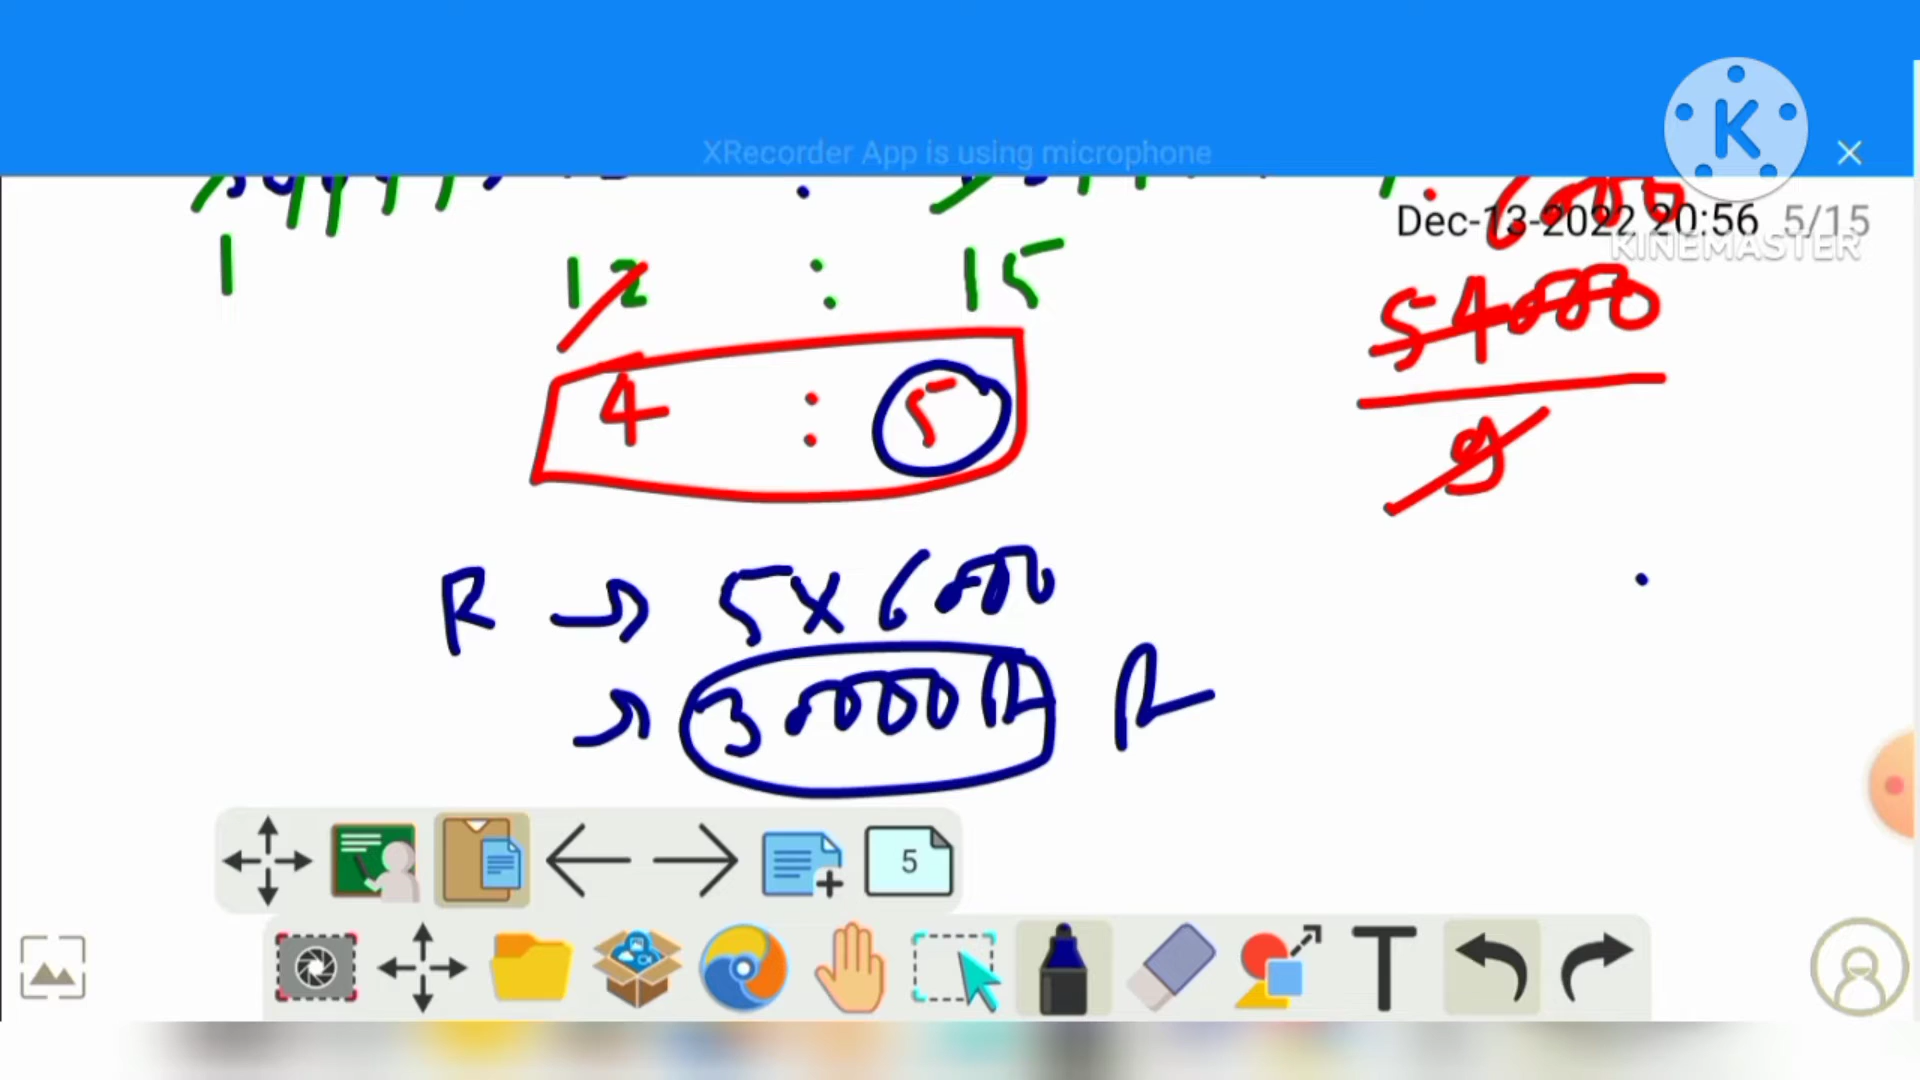 XRecorder App is using microphone
K
Dec-13-2022 20:56 5/15
KINEMASTER
6000
1 12 : 15
54000
4 : 5
9
R → 5 x 6000
→ 30000 R R
5
T